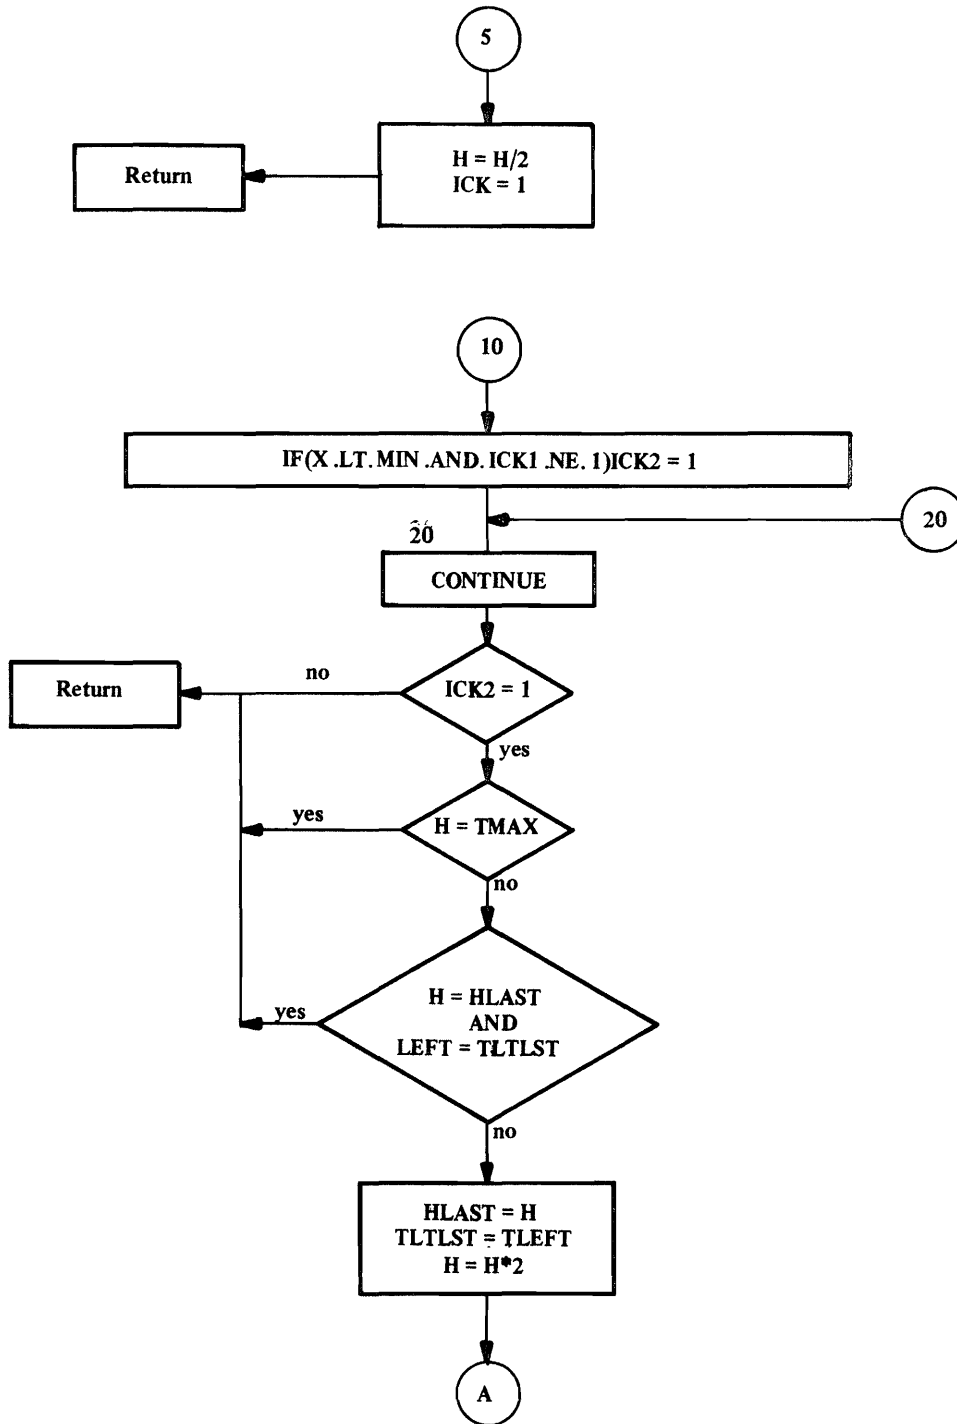 5
H = H/2
ICK = 1
Return
10
IF(X .LT. MIN .AND. ICK1 .NE. 1)ICK2 = 1
20
20
CONTINUE
ICK2 = 1
no
Return
yes
H = TMAX
yes
no
H = HLAST
AND
LEFT = TLTLST
yes
no
HLAST = H
TLTLST = TLEFT
H = H*2
A